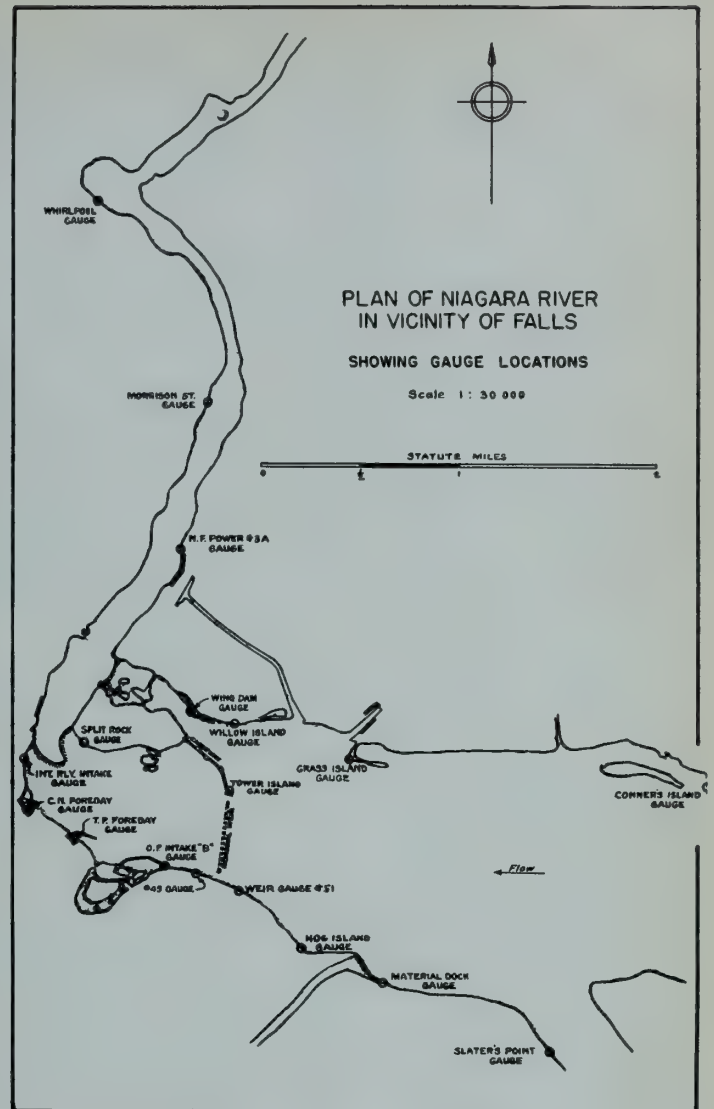 WHIRLPOOL
GAUGE
PLAN OF NIAGARA RIVER
IN VICINITY OF FALLS
SHOWING GAUGE LOCATIONS
Scale 1 : 30 000
MORRISON ST.
GAUGE
STATUTE MILES
0 ½ 1 2
N.F. POWER #3A
GAUGE
WING DAM
GAUGE
SPLIT ROCK
GAUGE
WILLOW ISLAND
GAUGE
GRASS ISLAND
GAUGE
INT. RLY. INTAKE
GAUGE
TOWER ISLAND
GAUGE
CONNER'S ISLAND
GAUGE
C.N. FOREBAY
GAUGE
T.P. FOREBAY
GAUGE
O.P. INTAKE "B"
GAUGE
Flow
#49 GAUGE
WEIR GAUGE #51
HOG ISLAND
GAUGE
MATERIAL DOCK
GAUGE
SLATER'S POINT
GAUGE